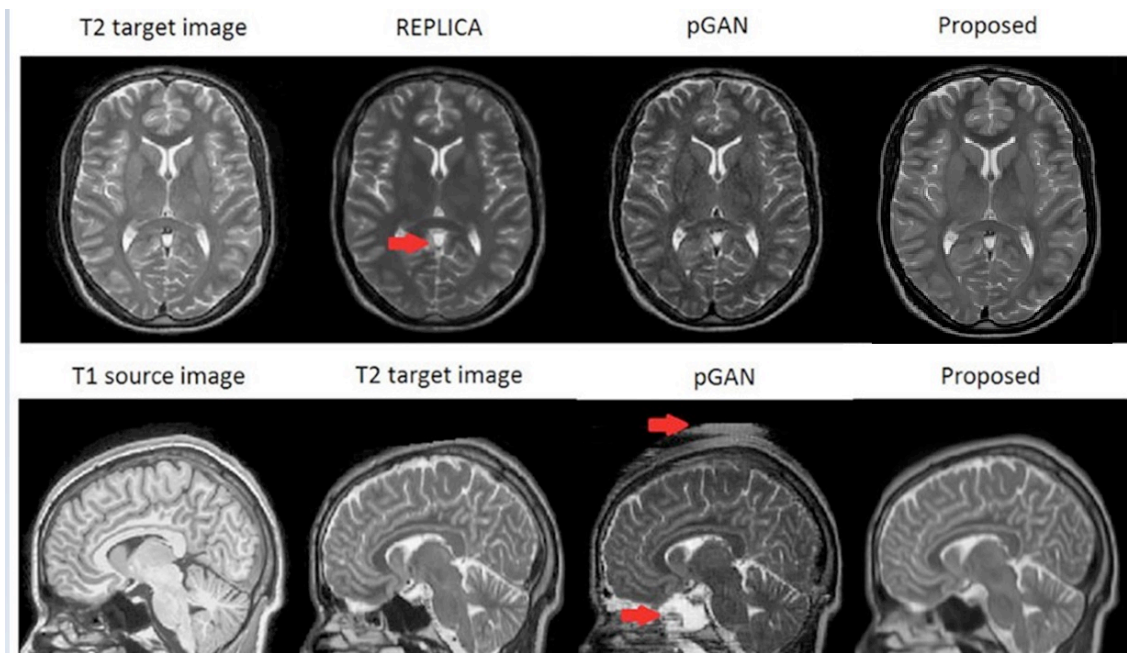 T2 target image REPLICA pGAN Proposed
T1 source image T2 target image pGAN Proposed